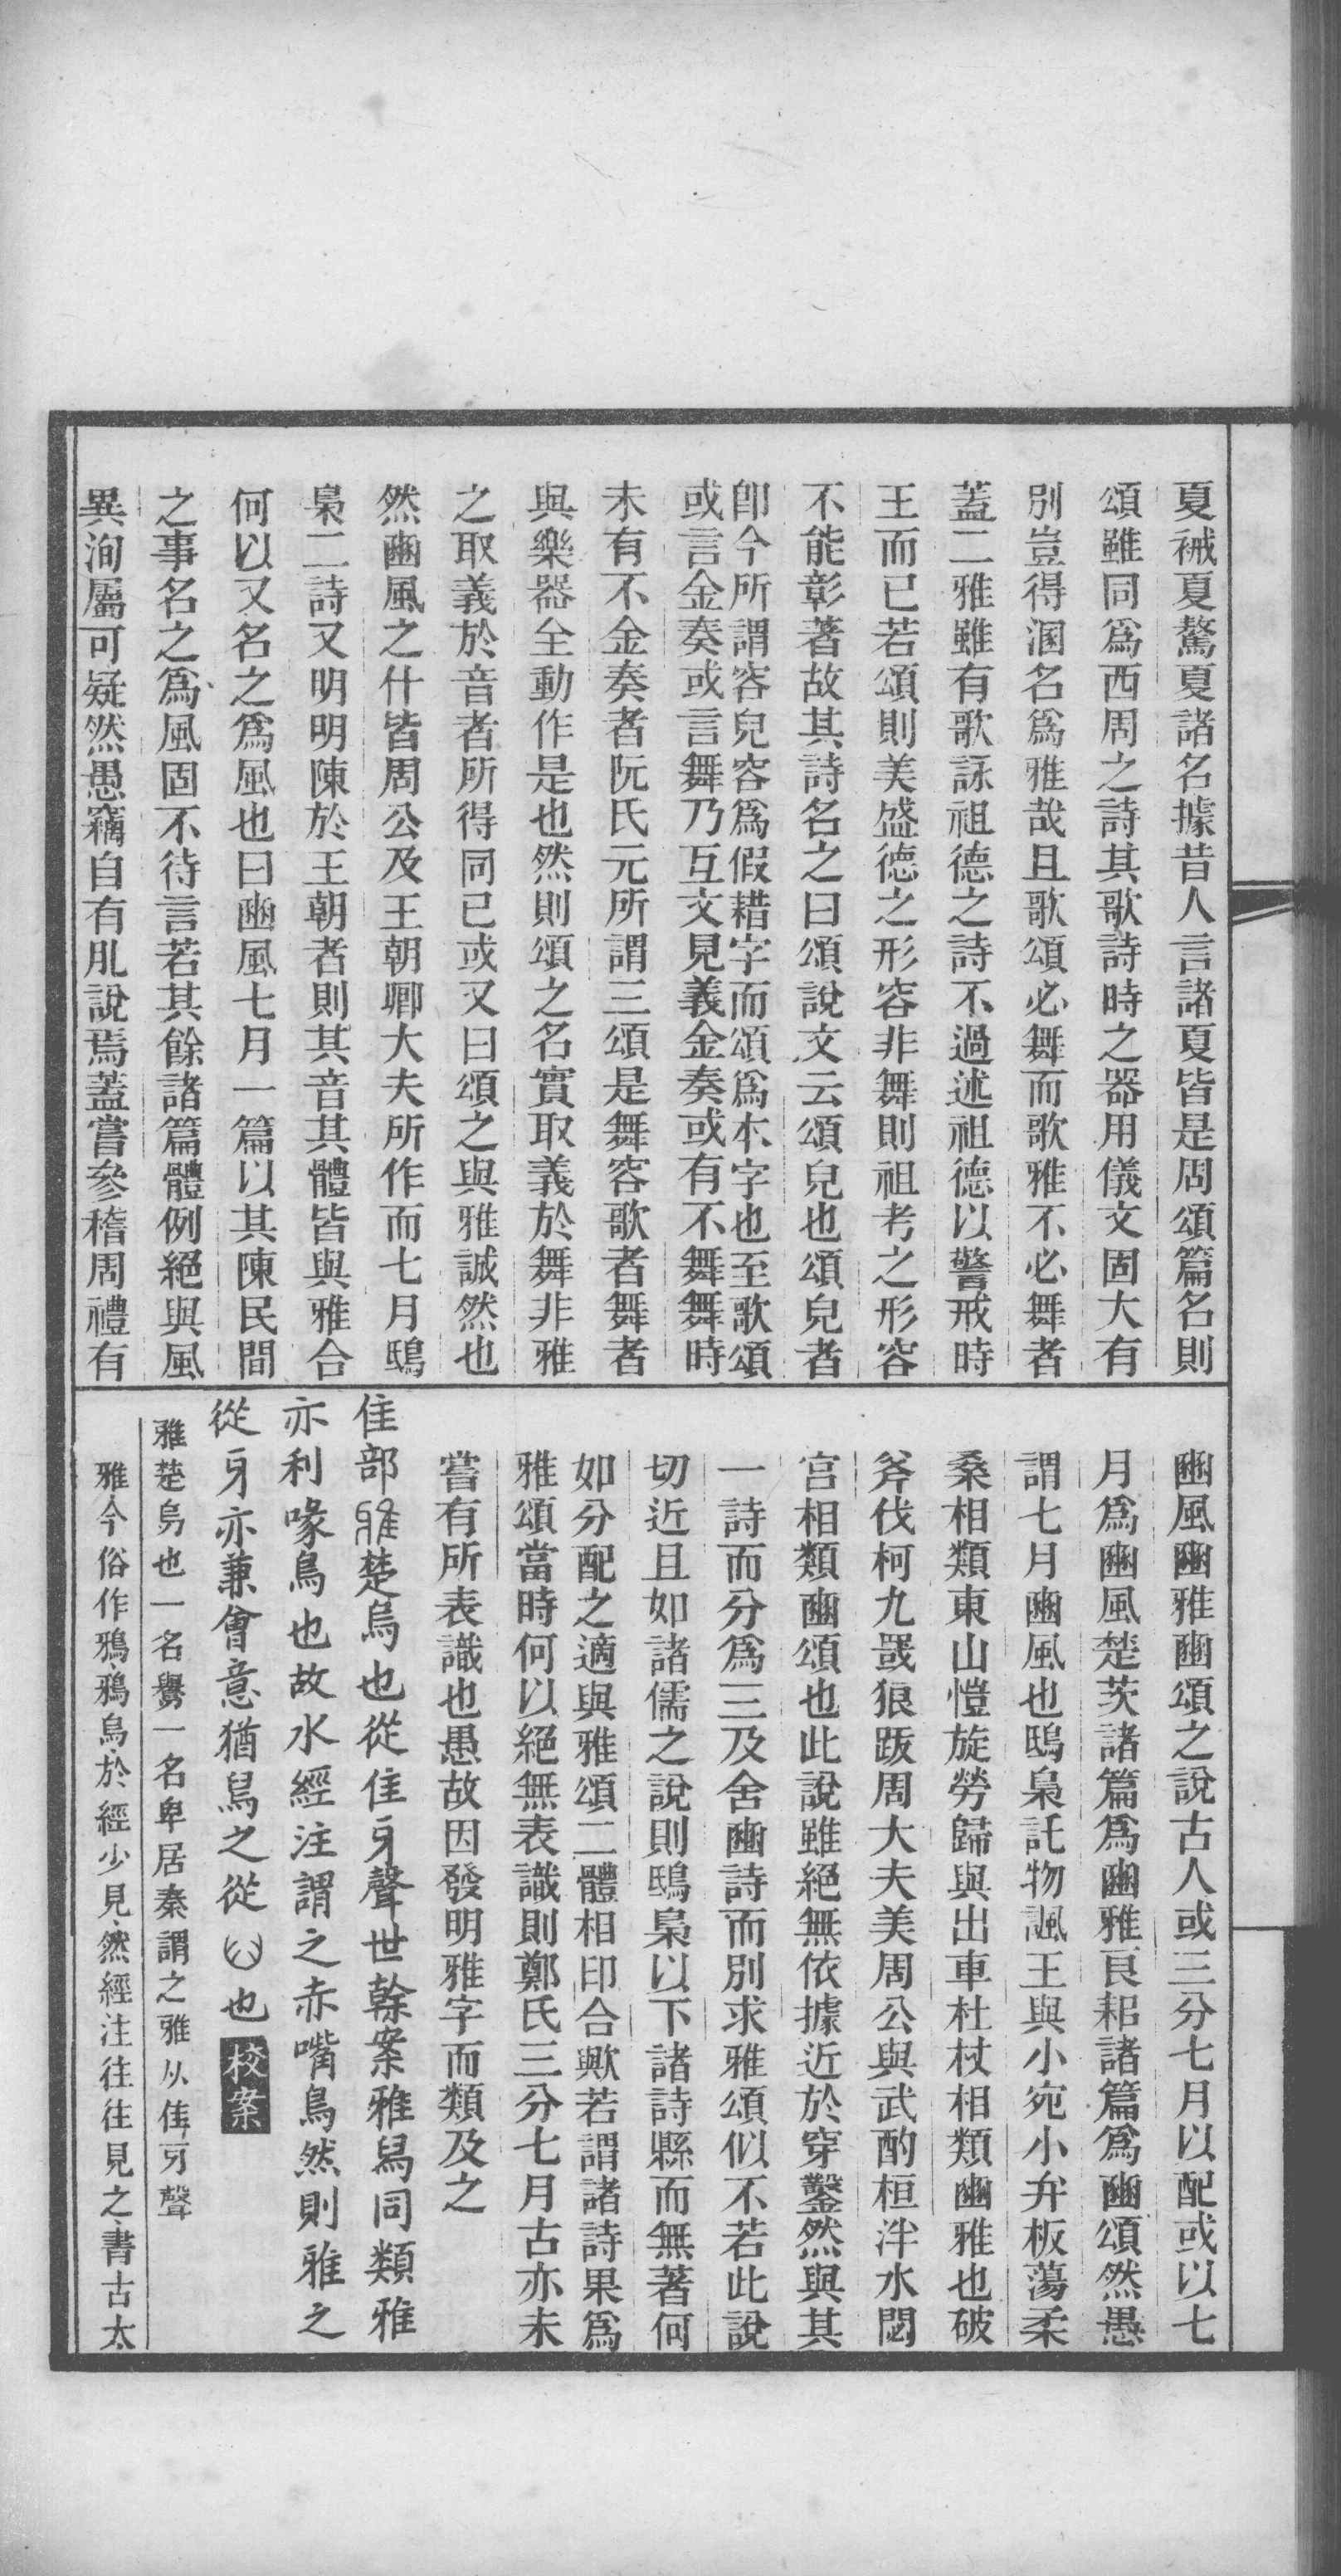 夏祴夏驁夏諸名據昔人言諸夏皆是周頌篇名則
頌雖同爲西周之詩其歌詩時之器用儀文固大有
別豈得溷名爲雅哉且歌頌必舞而歌雅不必舞者
蓋二雅雖有歌詠祖德之詩不過述祖德以警戒時
王而已若頌則美盛德之形容非舞則祖考之形容
不能彰著故其詩名之曰頌說文云頌皃也頌皃者
卽今所謂容皃容爲假耤字而頌爲本字也至歌頌
或言金奏或言舞乃互文見義金奏或有不舞舞時
未有不金奏者阮氏元所謂三頌是舞容歌者舞者
與樂器全動作是也然則頌之名實取義於舞非雅
之取義於音者所得同已或又曰頌之與雅誠然也
然豳風之什皆周公及王朝卿大夫所作而七月鴟
梟二詩又明明陳於王朝者則其音其體皆與雅合
何以又名之爲風也曰豳風七月一篇以其陳民間
之事名之爲風固不待言若其餘諸篇體例絕與風
異洵屬可疑然愚竊自有肊說焉蓋嘗參稽周禮有
豳風豳雅豳頌之說古人或三分七月以配或以七
月爲豳風楚茨諸篇爲豳雅良耜諸篇爲豳頌然愚
謂七月豳風也鴟梟託物諷王與小宛小弁板蕩柔
桑相類東山愷旋勞歸與出車杕杜相類豳雅也破
斧伐柯九罭狼跋周大夫美周公與武酌桓泮水閟
宮相類豳頌也此說雖絕無依據近於穿鑿然與其
一詩而分爲三及舍豳詩而別求雅頌似不若此說
切近且如諸儒之說則鴟梟以下諸詩縣而無著何
如分配之適與雅頌二體相印合歟若謂諸詩果爲
雅頌當時何以絕無表識則鄭氏三分七月古亦未
嘗有所表識也愚故因發明雅字而類及之
隹部雅楚烏也從隹牙聲世榦案雅舄同類雅
亦利喙鳥也故水經注謂之赤嘴鳥然則雅之
從牙亦兼會意猶舄之從也校案
雅楚烏也一名鸒一名卑居秦謂之雅从隹牙聲
雅今俗作鴉鴉鳥於經少見然經注往往見之書古太